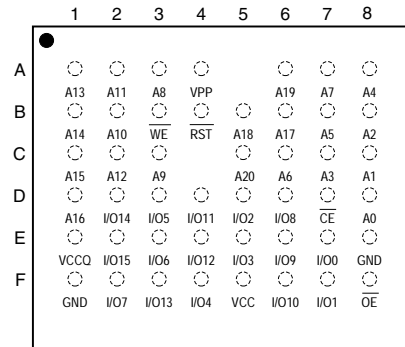 1 2 3 4 5 6 7 8
A
A13 A11 A8 VPP A19 A7 A4
B
A14 A10 WE RST A18 A17 A5 A2
C
A15 A12 A9 A20 A6 A3 A1
D
A16 I/O14 I/O5 I/O11 I/O2 I/O8 CE A0
E
VCCQ I/O15 I/O6 I/O12 I/O3 I/O9 I/O0 GND
F
GND I/O7 I/O13 I/O4 VCC I/O10 I/O1 OE